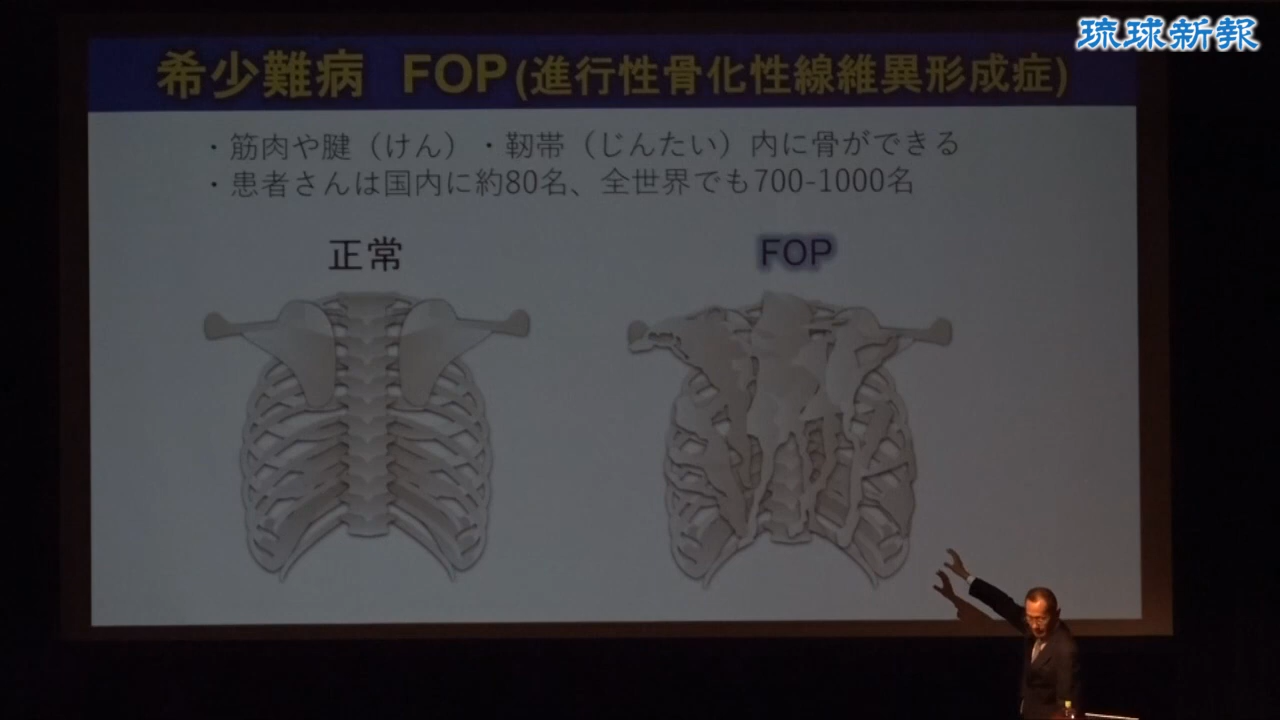 琉球新報
希少難病 FOP(進行性骨化性線維異形成症)
・筋肉や腱（けん）・靭帯（じんたい）内に骨ができる
・患者さんは国内に約80名、全世界でも700-1000名
正常
FOP